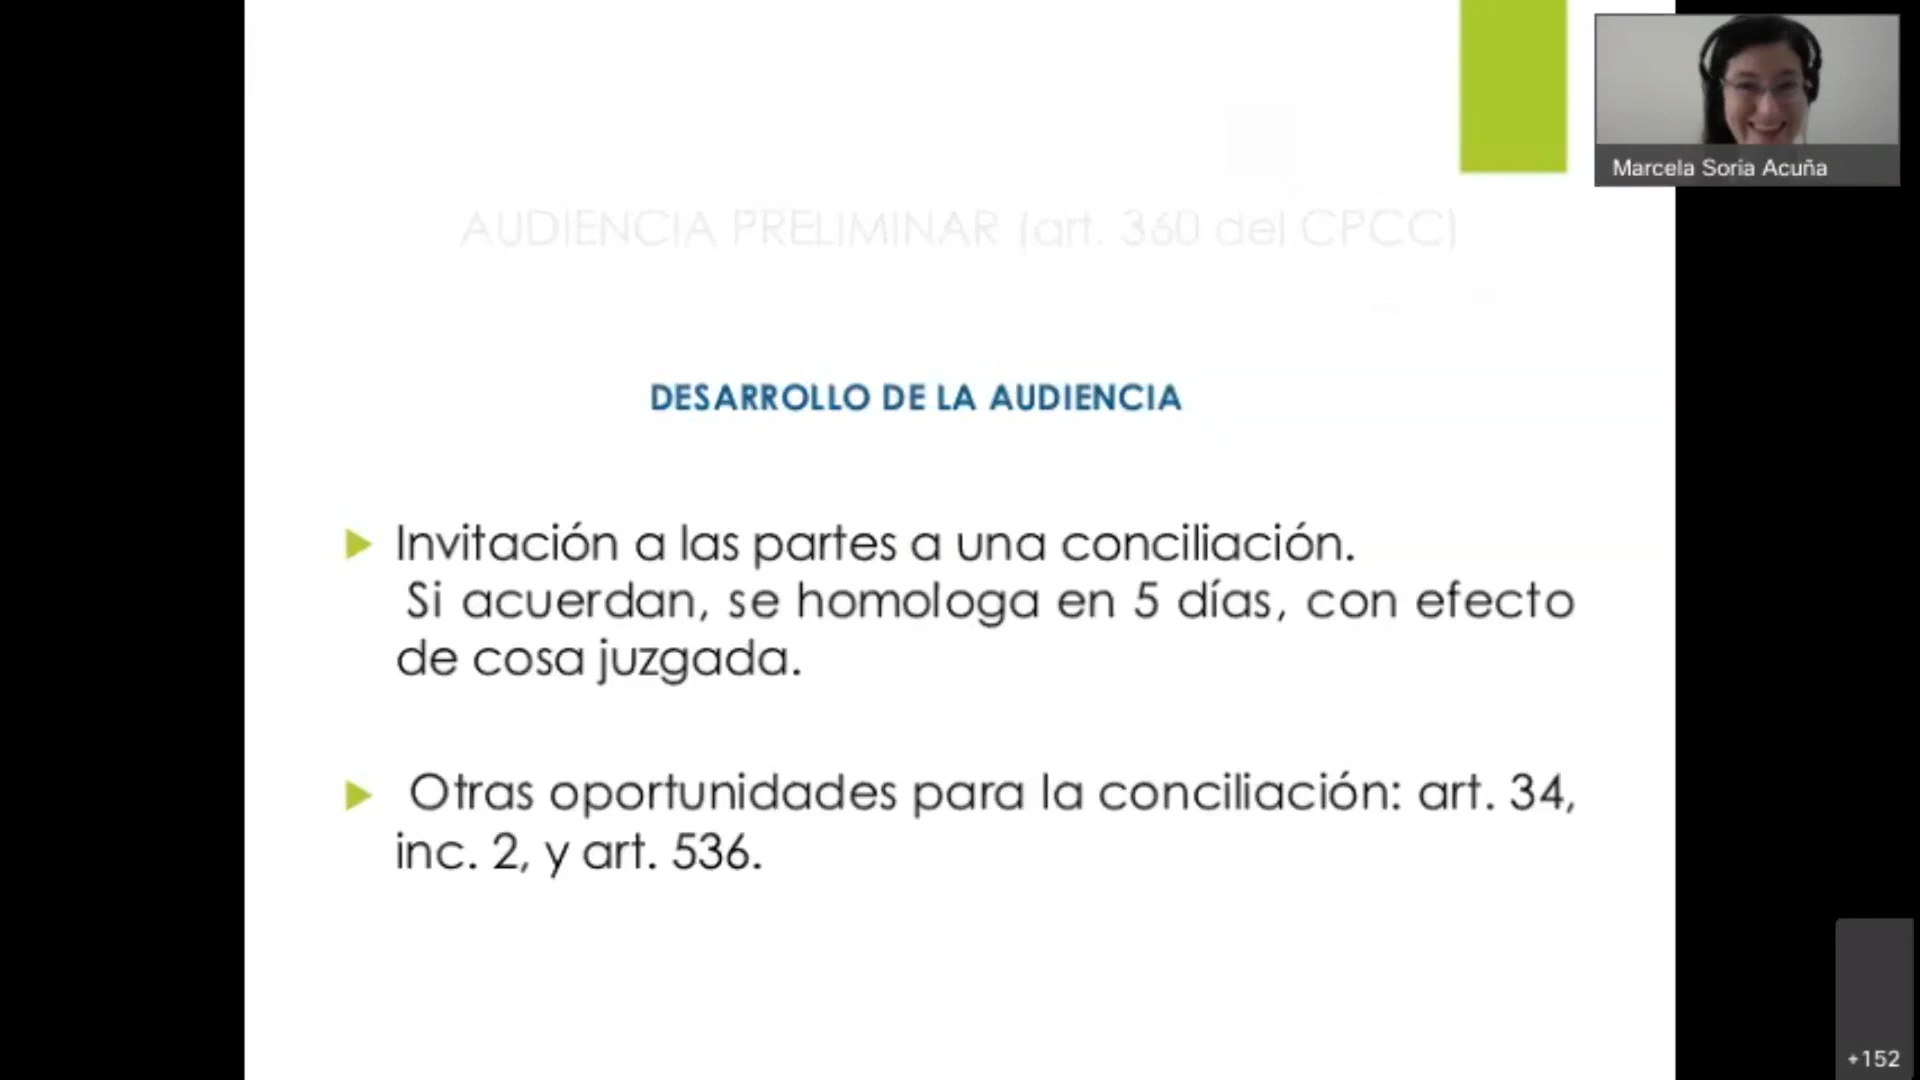 Marcela Soria Acuña
AUDIENCIA PRELIMINAR (art. 360 del CPCC)
DESARROLLO DE LA AUDIENCIA
Invitación a las partes a una conciliación.
Si acuerdan, se homologa en 5 días, con efecto
de cosa juzgada.
Otras oportunidades para la conciliación: art. 34,
inc. 2, y art. 536.
+152